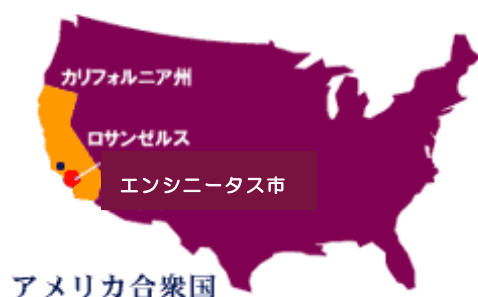 カリフォルニア州
ロサンゼルス
エンシニータス市
アメリカ合衆国